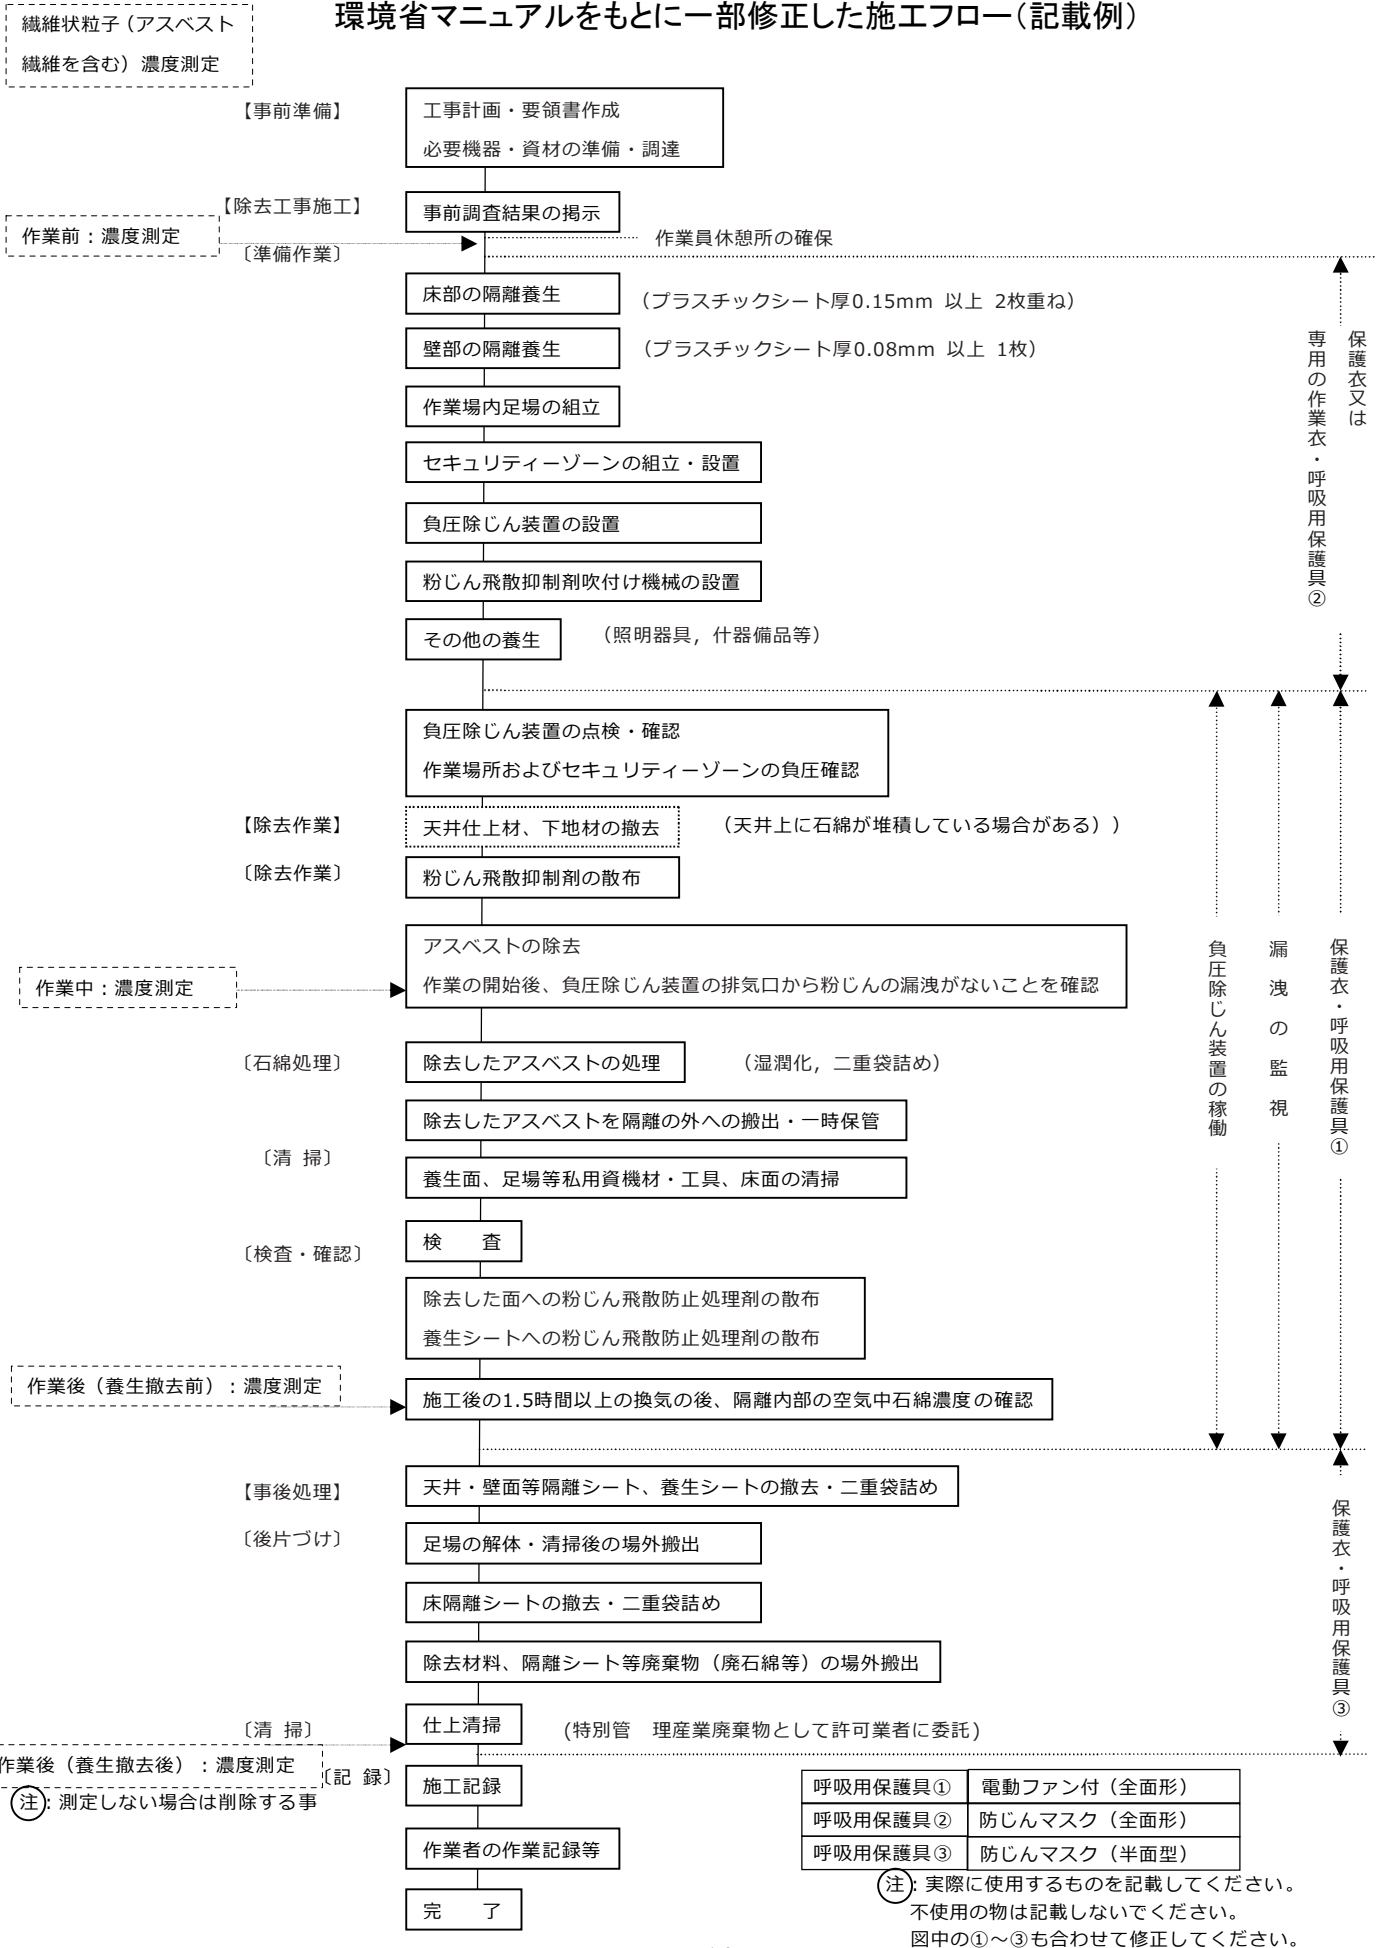 環境省マニュアルをもとに一部修正した施工フロー（記載例）
繊維状粒子（アスベスト
繊維を含む）濃度測定
【事前準備】
工事計画・要領書作成
必要機器・資材の準備・調達
【除去工事施工】
事前調査結果の掲示
作業前：濃度測定
作業員休憩所の確保
〔準備作業〕
床部の隔離養生
（プラスチックシート厚0.15mm 以上 2枚重ね）
壁部の隔離養生
（プラスチックシート厚0.08mm 以上 1枚）
作業場内足場の組立
セキュリティーゾーンの組立・設置
負圧除じん装置の設置
粉じん飛散抑制剤吹付け機械の設置
その他の養生
（照明器具，什器備品等）
保護衣又は
専用の作業衣・呼吸用保護具②
負圧除じん装置の点検・確認
作業場所およびセキュリティーゾーンの負圧確認
【除去作業】
天井仕上材、下地材の撤去
（天井上に石綿が堆積している場合がある））
〔除去作業〕
粉じん飛散抑制剤の散布
アスベストの除去
作業の開始後、負圧除じん装置の排気口から粉じんの漏洩がないことを確認
作業中：濃度測定
〔石綿処理〕
除去したアスベストの処理
（湿潤化，二重袋詰め）
除去したアスベストを隔離の外への搬出・一時保管
〔清 掃〕
養生面、足場等私用資機材・工具、床面の清掃
〔検査・確認〕
検　　査
除去した面への粉じん飛散防止処理剤の散布
養生シートへの粉じん飛散防止処理剤の散布
作業後（養生撤去前）：濃度測定
施工後の1.5時間以上の換気の後、隔離内部の空気中石綿濃度の確認
負圧除じん装置の稼働
漏洩の監視
保護衣・呼吸用保護具①
【事後処理】
天井・壁面等隔離シート、養生シートの撤去・二重袋詰め
〔後片づけ〕
足場の解体・清掃後の場外搬出
床隔離シートの撤去・二重袋詰め
除去材料、隔離シート等廃棄物（廃石綿等）の場外搬出
〔清 掃〕
仕上清掃
(特別管　理産業廃棄物として許可業者に委託)
保護衣・呼吸用保護具③
作業後（養生撤去後）：濃度測定
〔記 録〕
施工記録
注：測定しない場合は削除する事
作業者の作業記録等
完　　了
呼吸用保護具① 電動ファン付（全面形）
呼吸用保護具② 防じんマスク（全面形）
呼吸用保護具③ 防じんマスク（半面型）
注：実際に使用するものを記載してください。
不使用の物は記載しないでください。
図中の①～③も合わせて修正してください。